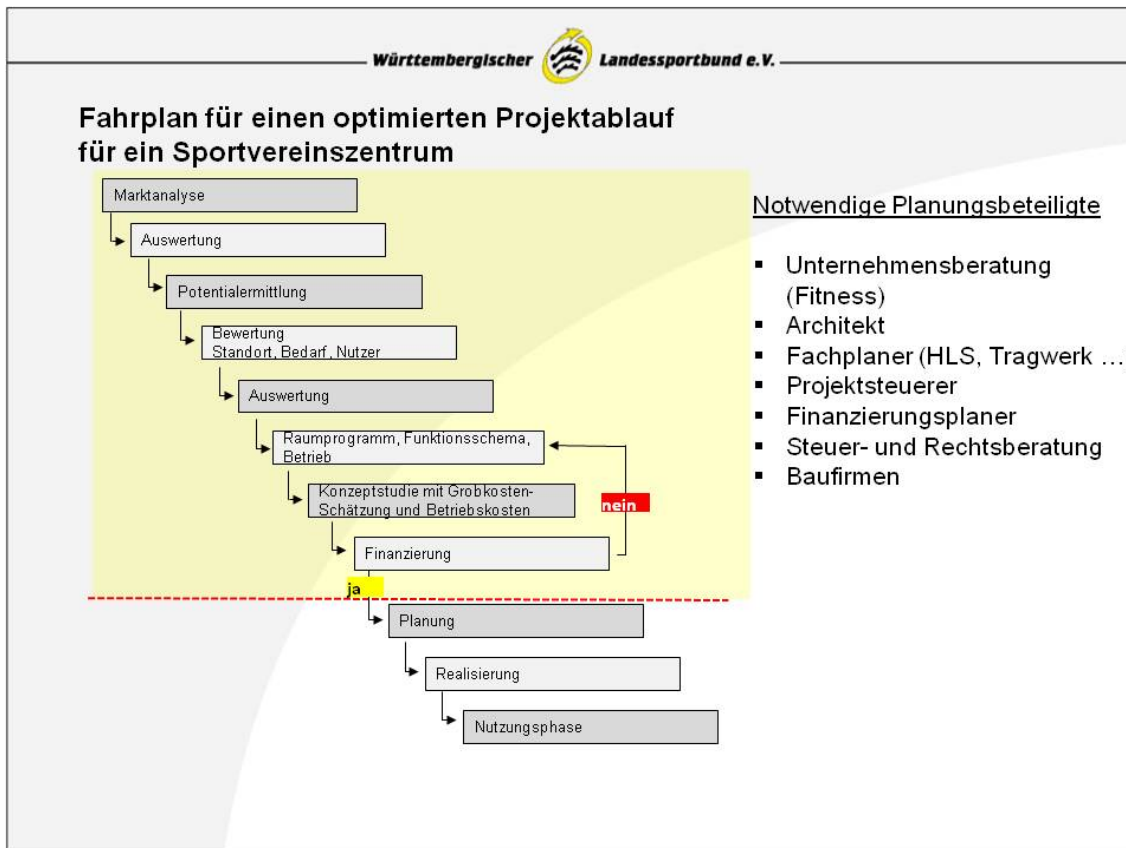 Württembergischer Landessportbund e.V.
Fahrplan für einen optimierten Projektablauf
für ein Sportvereinszentrum
Marktanalyse
Auswertung
Potentialermittlung
Bewertung
Standort, Bedarf, Nutzer
Auswertung
Raumprogramm, Funktionsschema,
Betrieb
Konzeptstudie mit Grobkosten-
Schätzung und Betriebskosten
nein
Finanzierung
ja
Planung
Realisierung
Nutzungsphase
Notwendige Planungsbeteiligte
▪ Unternehmensberatung
(Fitness)
▪ Architekt
▪ Fachplaner (HLS, Tragwerk …
▪ Projektsteuerer
▪ Finanzierungsplaner
▪ Steuer- und Rechtsberatung
▪ Baufirmen